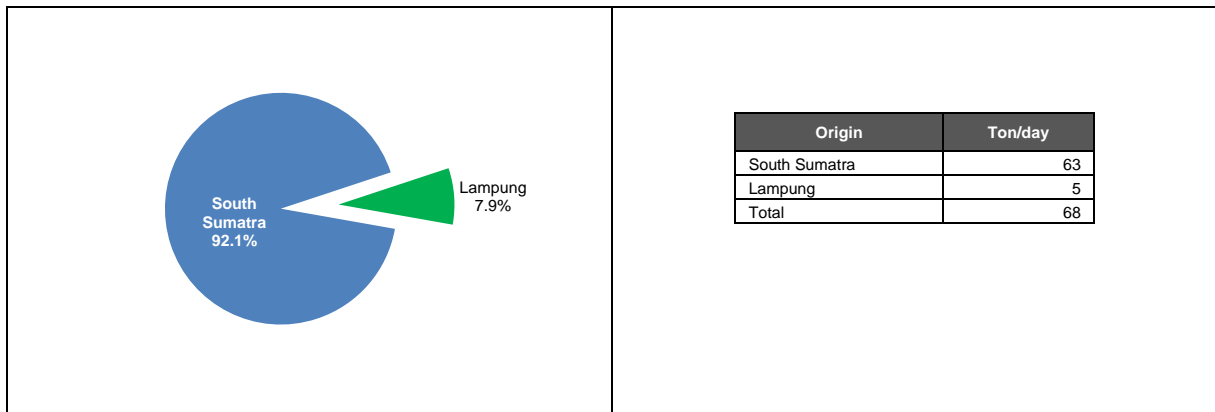 South
Sumatra
92.1%
Lampung
7.9%
Origin Ton/day
South Sumatra 63
Lampung 5
Total 68